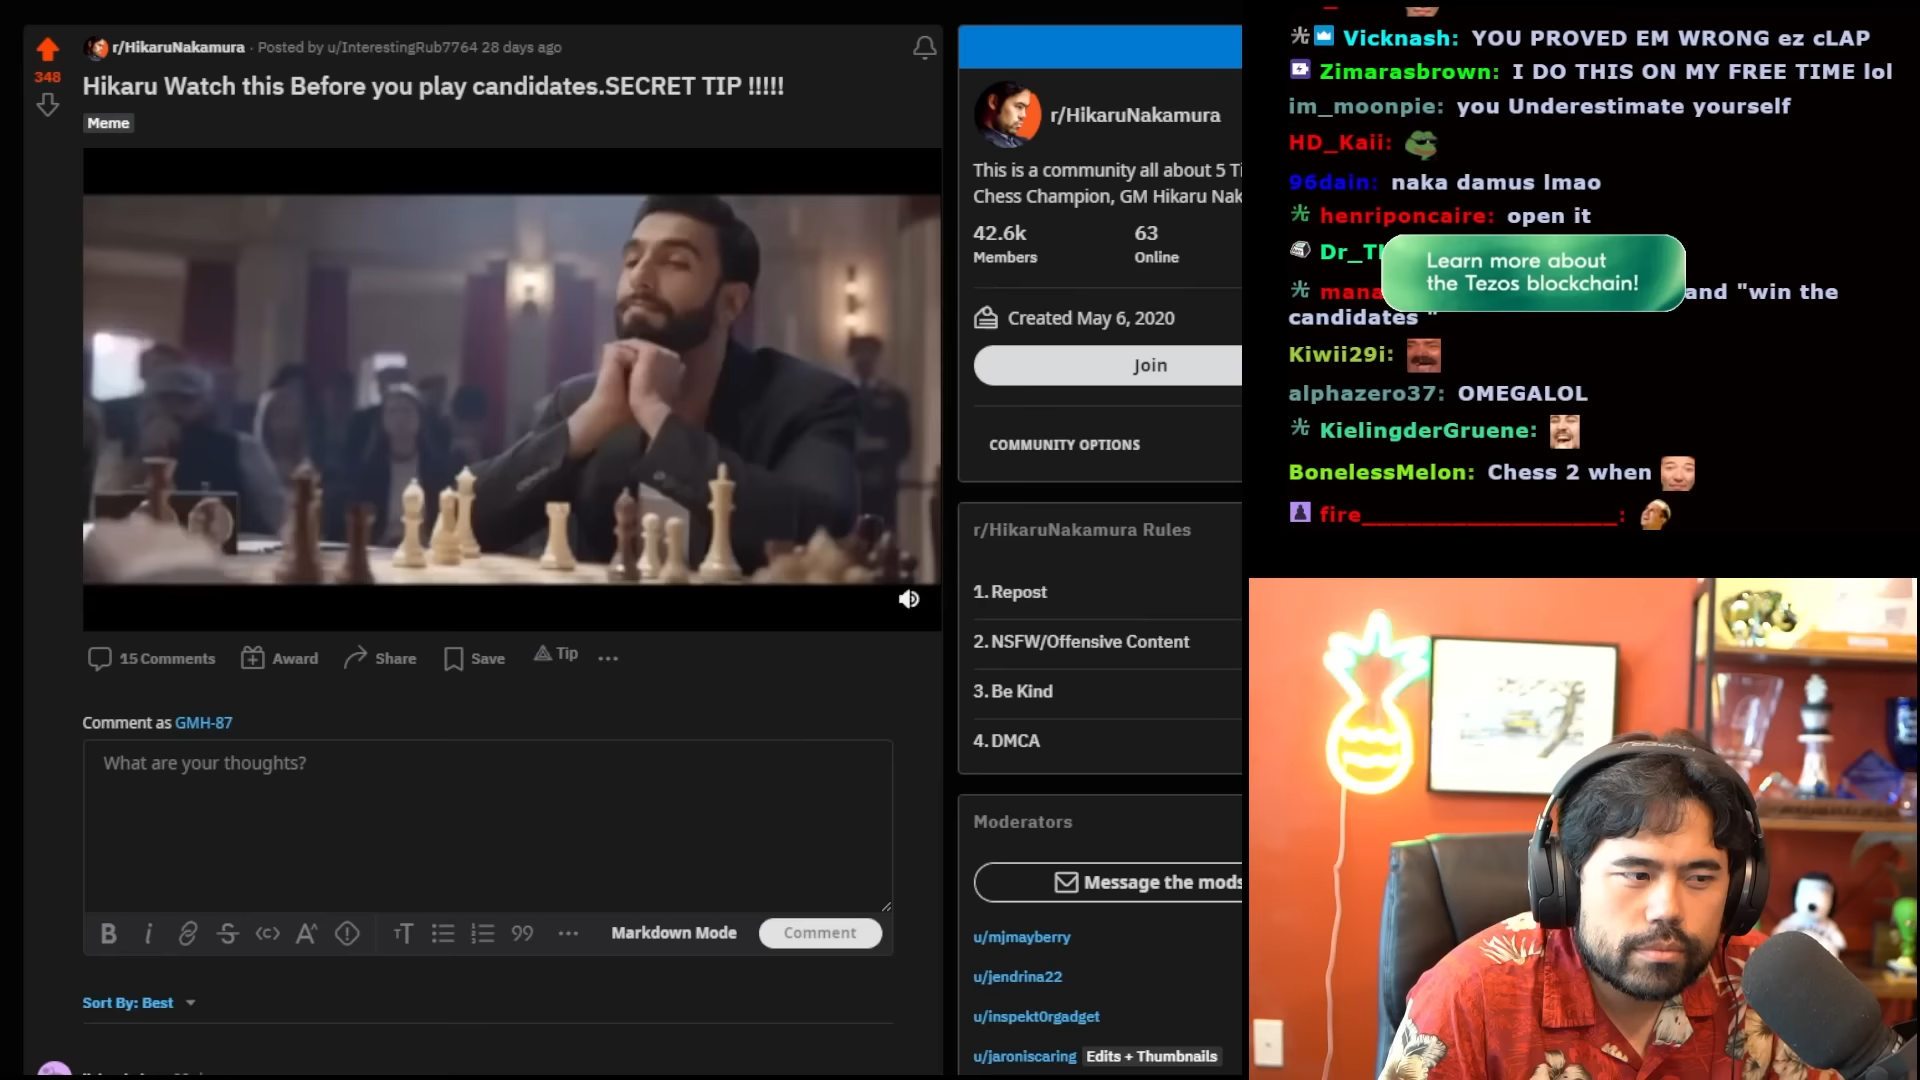 348
r/HikaruNakamura · Posted by u/InterestingRub7764 28 days ago
Hikaru Watch this Before you play candidates.SECRET TIP !!!!!
Meme
15 Comments Award Share Save Tip
Comment as GMH-87
What are your thoughts?
Markdown Mode Comment
Sort By: Best
r/HikaruNakamura
This is a community all about 5 Ti
Chess Champion, GM Hikaru Nak
42.6k 63
Members Online
Created May 6, 2020
Join
COMMUNITY OPTIONS
r/HikaruNakamura Rules
1. Repost
2. NSFW/Offensive Content
3. Be Kind
4. DMCA
Moderators
Message the mods
u/mjmayberry
u/jendrina22
u/inspekt0rgadget
u/jaroniscaring Edits + Thumbnails
Vicknash: YOU PROVED EM WRONG ez cLAP
Zimarasbrown: I DO THIS ON MY FREE TIME lol
im_moonpie: you Underestimate yourself
HD_Kaii:
96dain: naka damus lmao
henriponcaire: open it
Learn more about
the Tezos blockchain!
and "win the
candidates "
Kiwii29i:
alphazero37: OMEGALOL
KielingderGruene:
BonelessMelon: Chess 2 when
fire____________________: